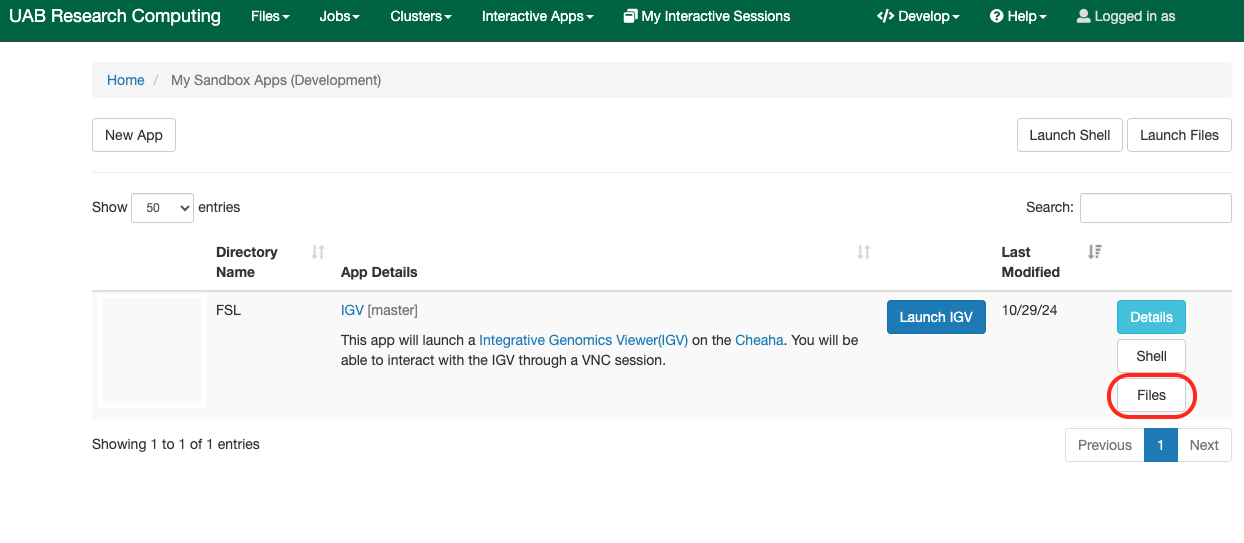 UAB Research Computing Files Jobs Clusters Interactive Apps My Interactive Sessions </> Develop Help Logged in as
Home / My Sandbox Apps (Development)
New App Launch Shell Launch Files
Show 50 entries Search:
Directory Name App Details Last Modified
FSL IGV [master] Launch IGV 10/29/24 Details
This app will launch a Integrative Genomics Viewer(IGV) on the Cheaha. You will be
able to interact with the IGV through a VNC session.
Shell
Files
Showing 1 to 1 of 1 entries Previous 1 Next